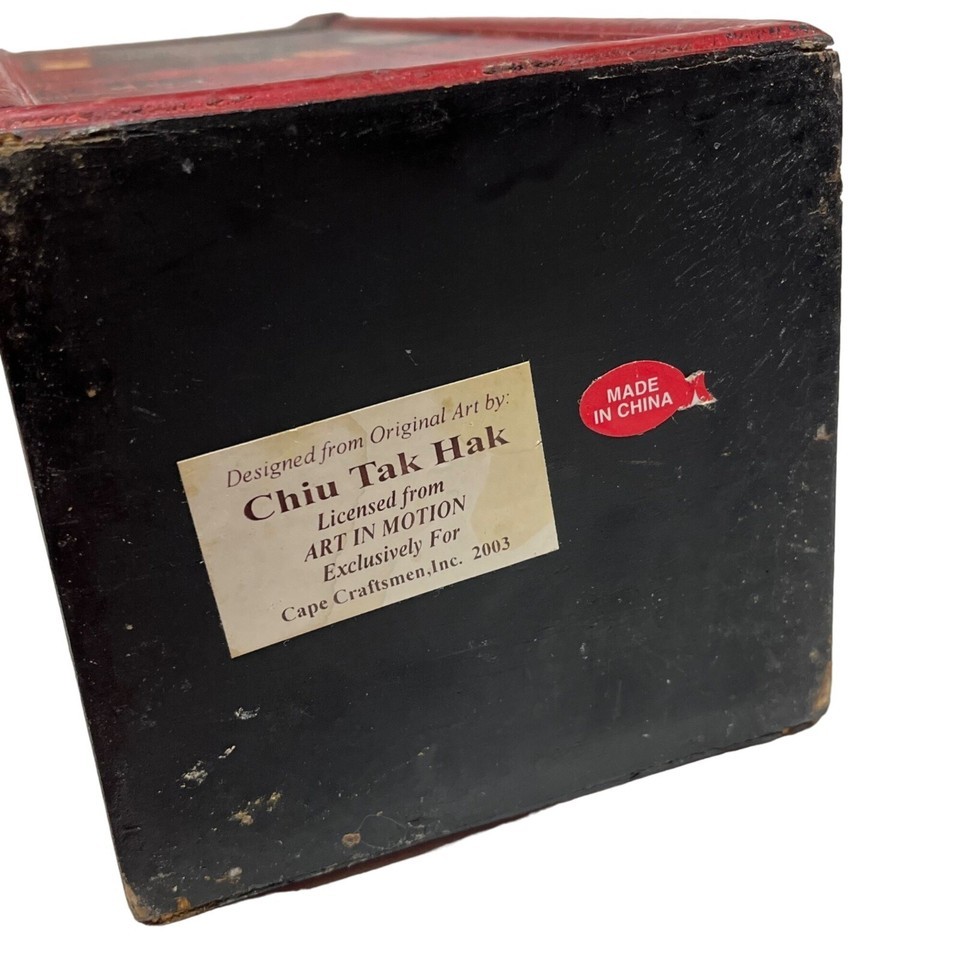 Designed from Original Art by:
Chiu Tak Hak
Licensed from
ART IN MOTION
Exclusively For
Cape Craftsmen,Inc. 2003
MADE
IN CHINA